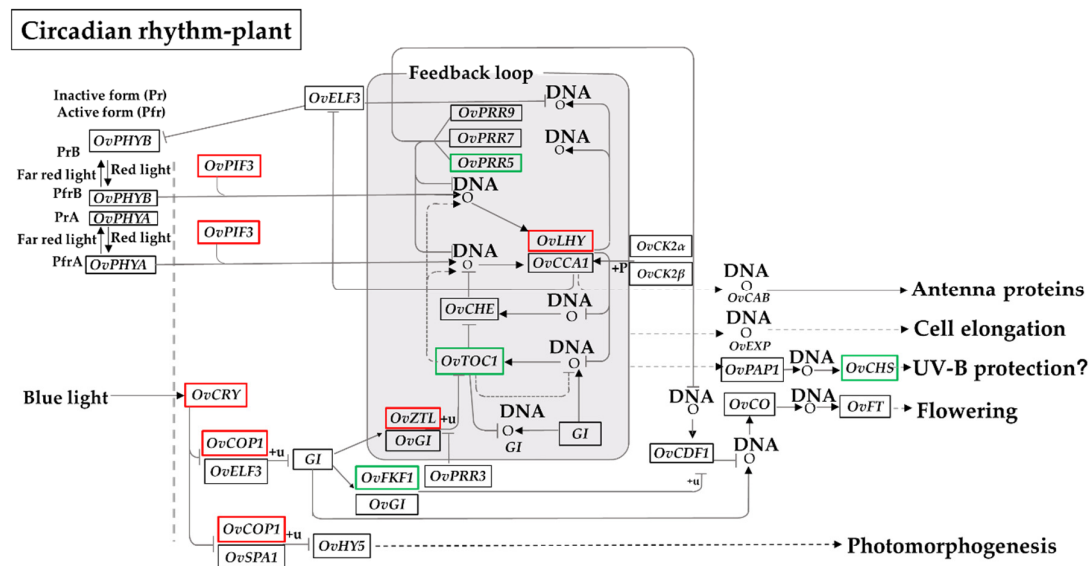 Circadian rhythm-plant
Feedback loop
Inactive form (Pr)
Active form (Pfr)
OvELF3
DNA
OvPRR9
OvPHYB
OvPRR7
DNA
PrB
OvPIF3
OvPRR5
Far red light
Red light
DNA
PfrB
OvPHYB
PrA
OvPHYA
OvPIF3
Far red light
Red light
OvLHY
OvCK2α
DNA
PfrA
OvPHYA
OvCCA1
+P
OvCK2β
DNA
OvCAB
Antenna proteins
OvCHE
DNA
DNA
OvEXP
Cell elongation
OvTOC1
DNA
OvPAP1
DNA
OvCHS
UV-B protection?
Blue light
OvCRY
DNA
OvZTL
+u
DNA
GI
GI
OvCO
DNA
OvFT
Flowering
OvGI
OvCOP1
+u
OvELF3
GI
OvCDF1
DNA
OvFKF1
OvPRR3
+u
OvGI
OvCOP1
+u
OvSPA1
OvHY5
Photomorphogenesis